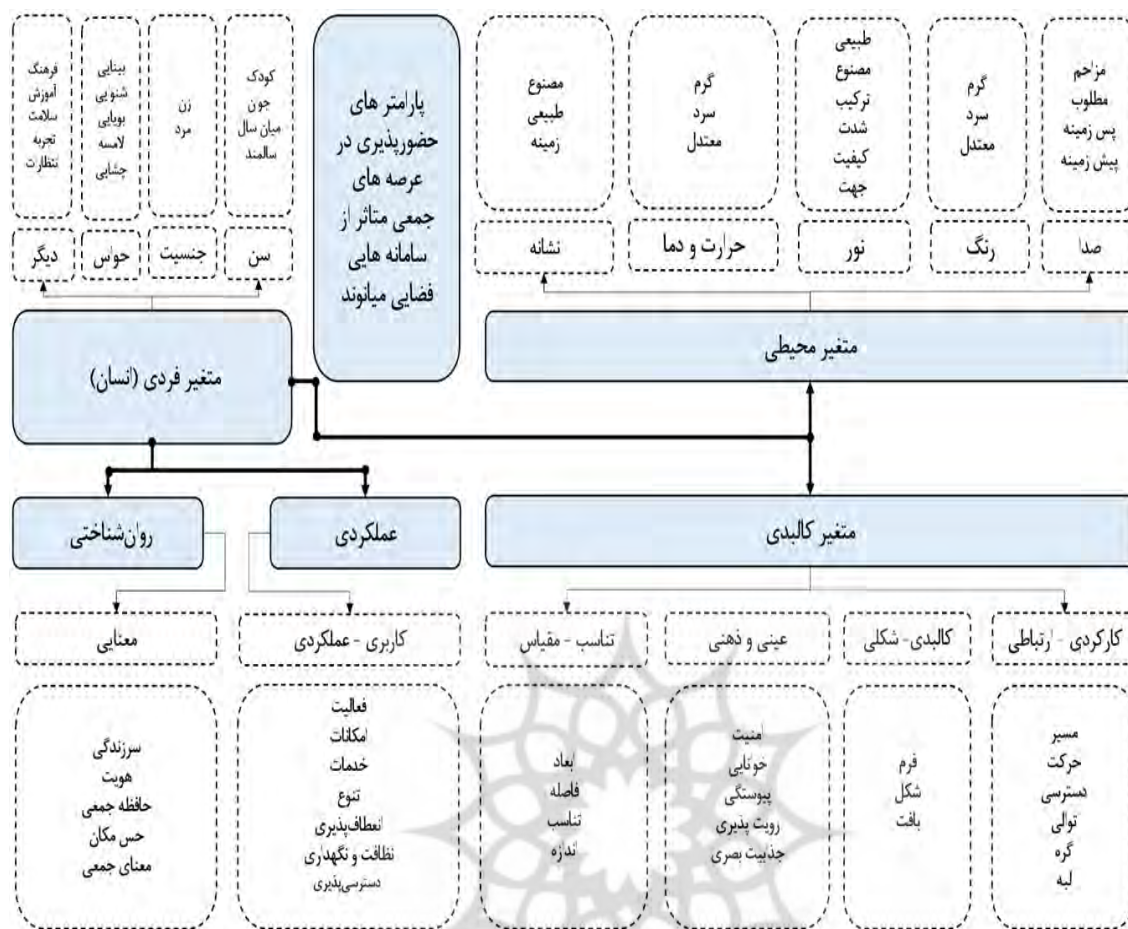 پارامتر های
حضورپذیری در
عرصه های
جمعی متاثر از
سامانه هایی
فضایی میانوند
مزاحم
مطلوب
پس زمینه
پیش زمینه
صدا
گرم
سرد
معتدل
رنگ
طبیعی
مصنوع
ترکیب
شدت
کیفیت
جهت
نور
گرم
سرد
معتدل
حرارت و دما
مصنوع
طبیعی
زمینه
نشانه
متغیر محیطی
کودک
جون
میان سال
سالمند
سن
زن
مرد
جنسیت
بینایی
شنوایی
بویایی
لامسه
چشایی
حواس
فرهنگ
آموزش
سلامت
تجربه
نتظارات
دیگر
متغیر فردی (انسان)
متغیر کالبدی
عملکردی
روان‌شناختی
کارکردی - ارتباطی
مسیر
حرکت
دسترسی
توالی
گره
لبه
کالبدی- شکلی
فرم
شکل
بافت
عینی و ذهنی
امنیت
خوانایی
پیوستگی
رویت پذیری
جذابیت بصری
تناسب - مقیاس
ابعاد
فاصله
تناسب
اندازه
کاربری - عملکردی
فعالیت
امکانات
خدمات
تنوع
انعطاف‌پذیری
نظافت و نگهداری
دسترسی‌پذیری
معنایی
سرزندگی
هویت
حافظه جمعی
حس مکان
معنای جمعی